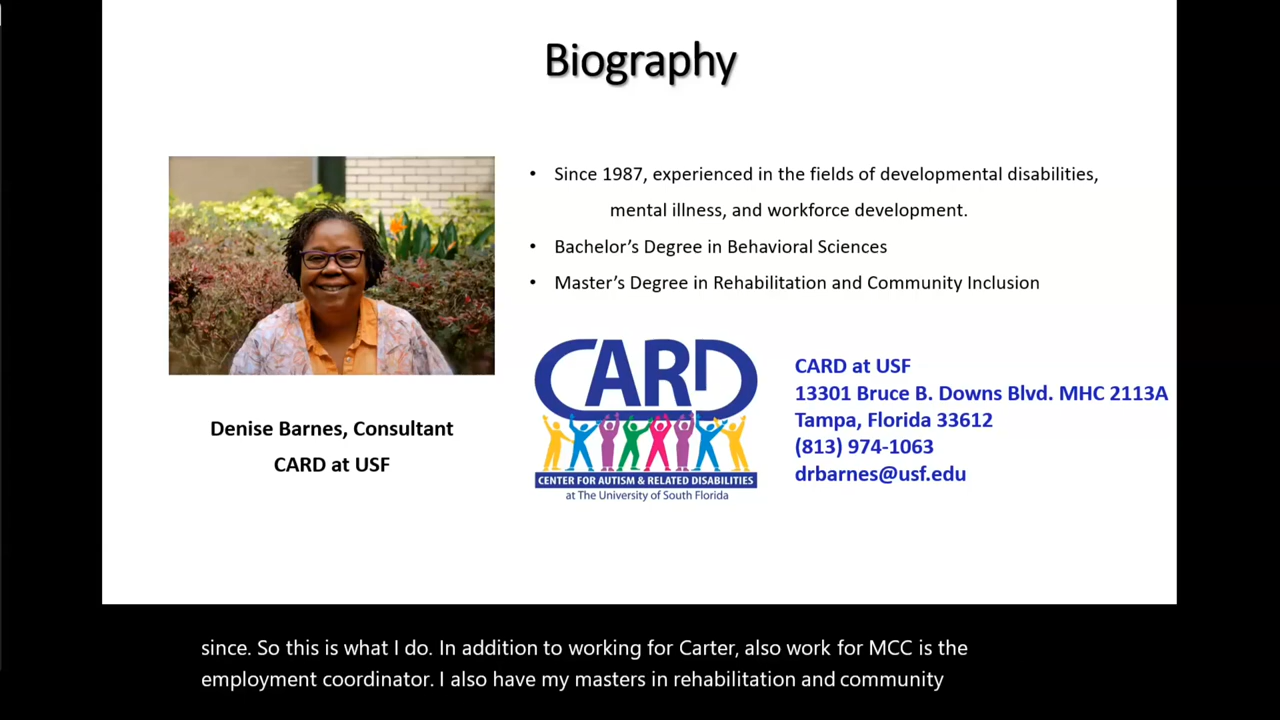 Biography
• Since 1987, experienced in the fields of developmental disabilities,
mental illness, and workforce development.
• Bachelor’s Degree in Behavioral Sciences
• Master’s Degree in Rehabilitation and Community Inclusion
Denise Barnes, Consultant
CARD at USF
CARD
CENTER FOR AUTISM & RELATED DISABILITIES
at The University of South Florida
CARD at USF
13301 Bruce B. Downs Blvd. MHC 2113A
Tampa, Florida 33612
(813) 974-1063
drbarnes@usf.edu
since. So this is what I do. In addition to working for Carter, also work for MCC is the
employment coordinator. I also have my masters in rehabilitation and community